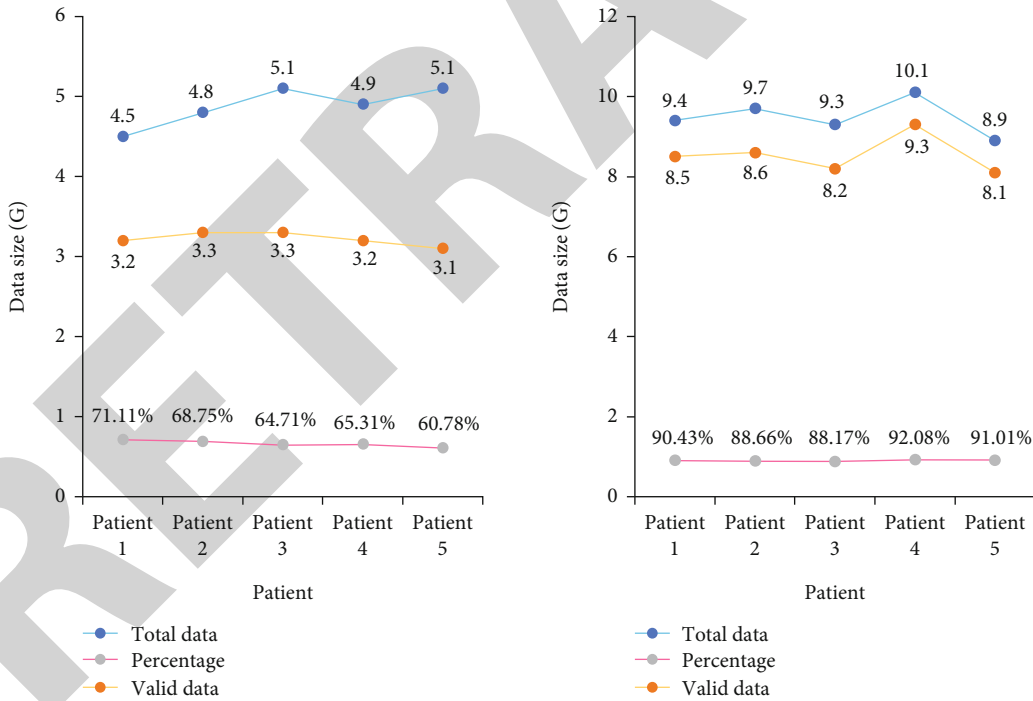 6
5
4
3
2
1
0
Data size (G)
4.5
4.8
5.1
4.9
5.1
3.2
3.3
3.3
3.2
3.1
71.11%
68.75%
64.71%
65.31%
60.78%
Patient 1
Patient 2
Patient 3
Patient 4
Patient 5
Patient
Total data
Percentage
Valid data
12
10
8
6
4
2
0
Data size (G)
9.4
9.7
9.3
10.1
8.9
8.5
8.6
8.2
9.3
8.1
90.43%
88.66%
88.17%
92.08%
91.01%
Patient 1
Patient 2
Patient 3
Patient 4
Patient 5
Patient
Total data
Percentage
Valid data
RETRA